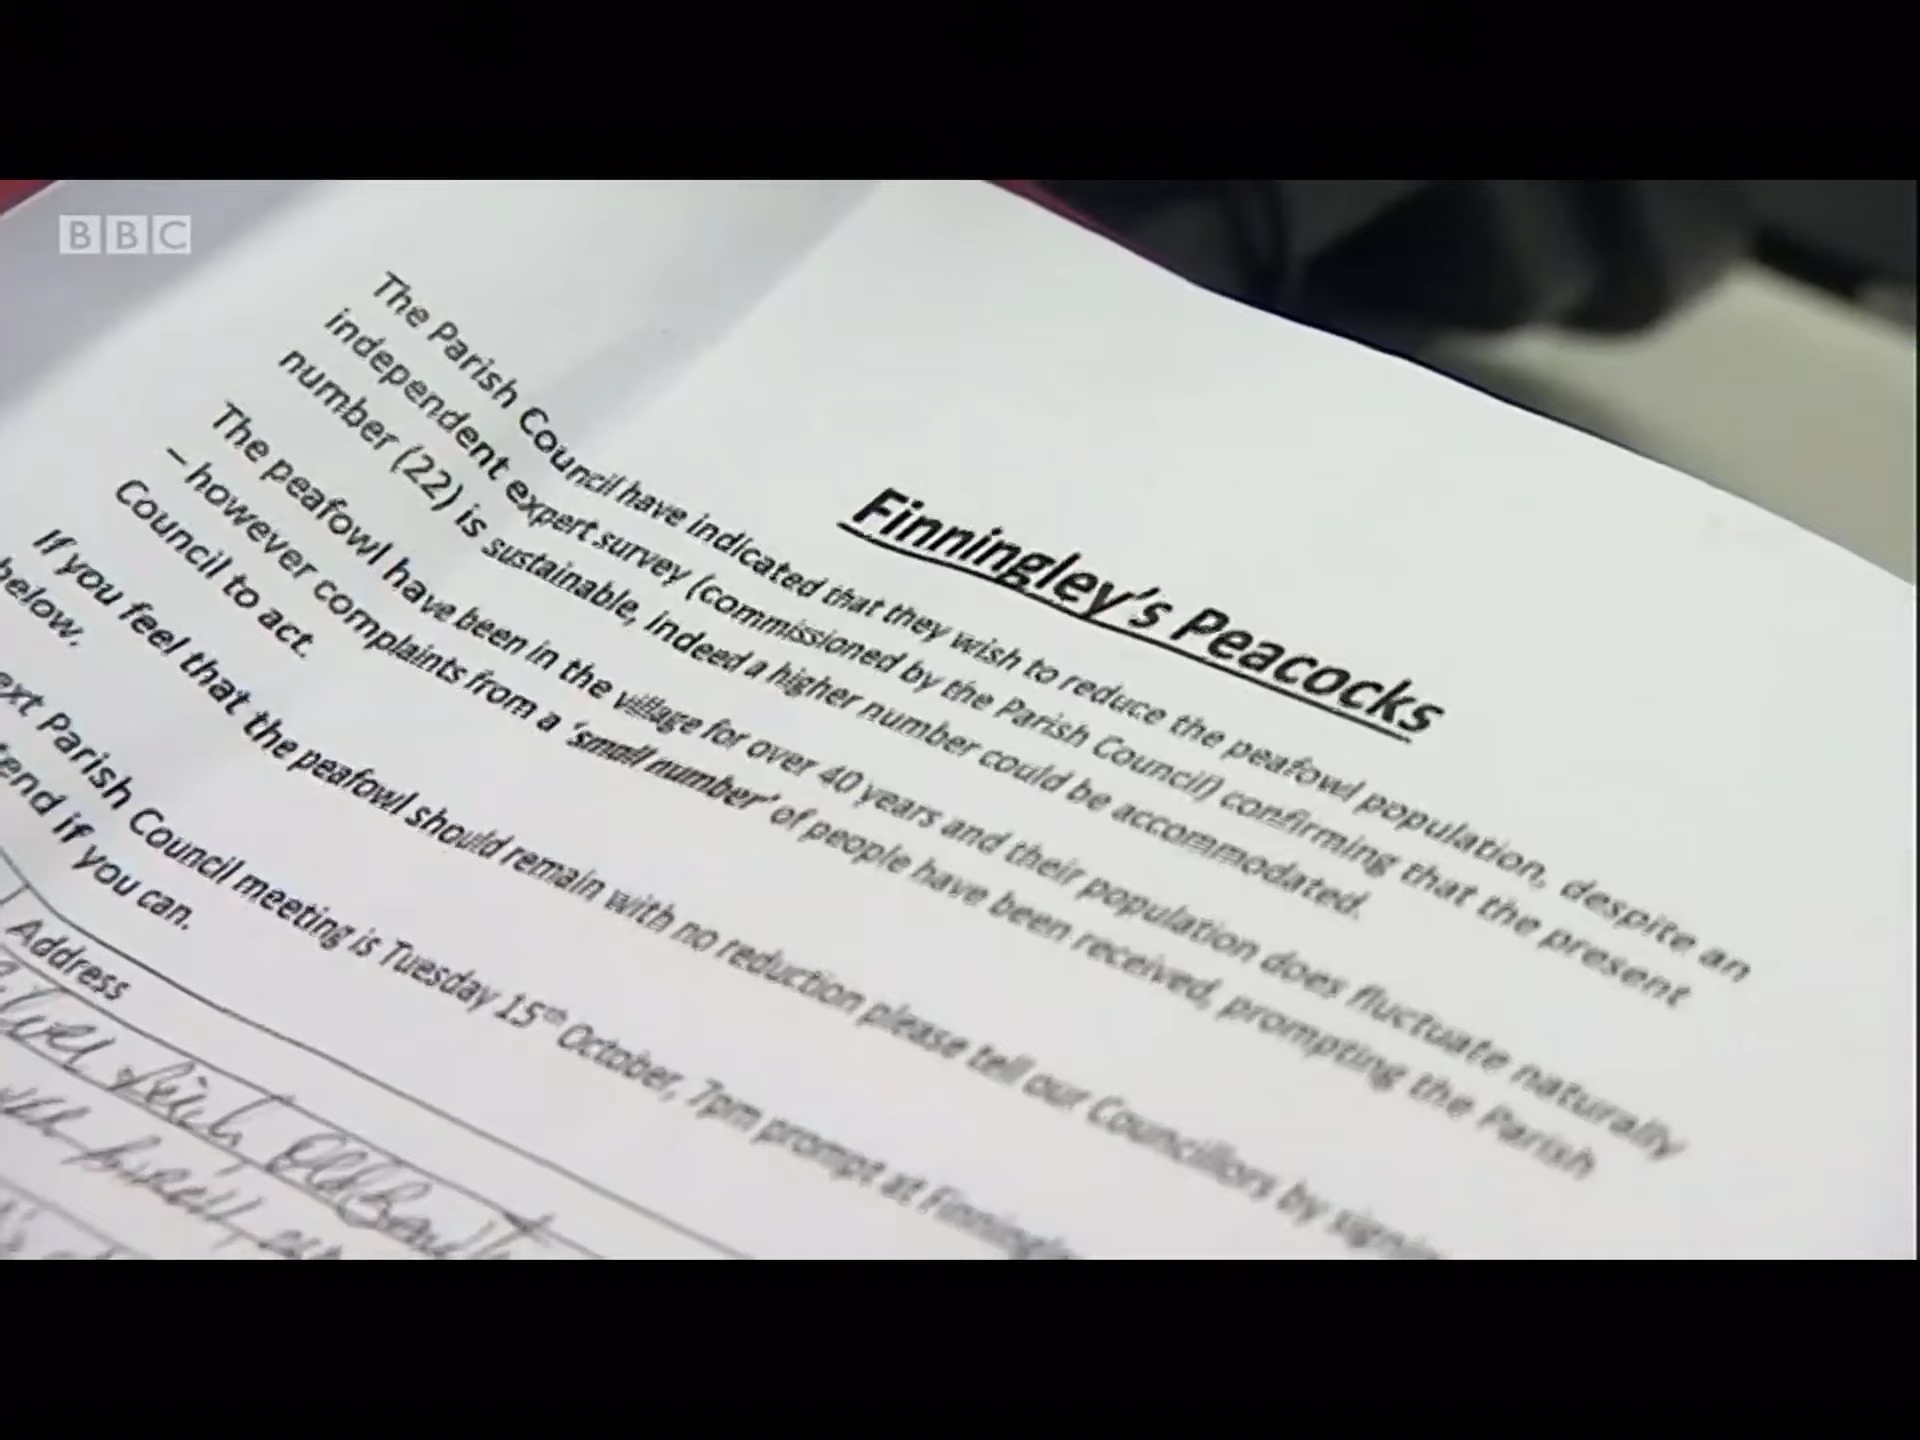 BBC
Finningley's Peacocks
The Parish Council have indicated that they wish to reduce the peafowl population, despite an
independent expert survey (commissioned by the Parish Council) confirming that the present
number (22) is sustainable, indeed a higher number could be accommodated.
The peafowl have been in the village for over 40 years and their population does fluctuate naturally
– however complaints from a 'small number' of people have been received, prompting the Parish
Council to act.
If you feel that the peafowl should remain with no reduction please tell our Councillors by
below.
Parish Council meeting is Tuesday 15th October, 7pm prompt at
if you can.
Address